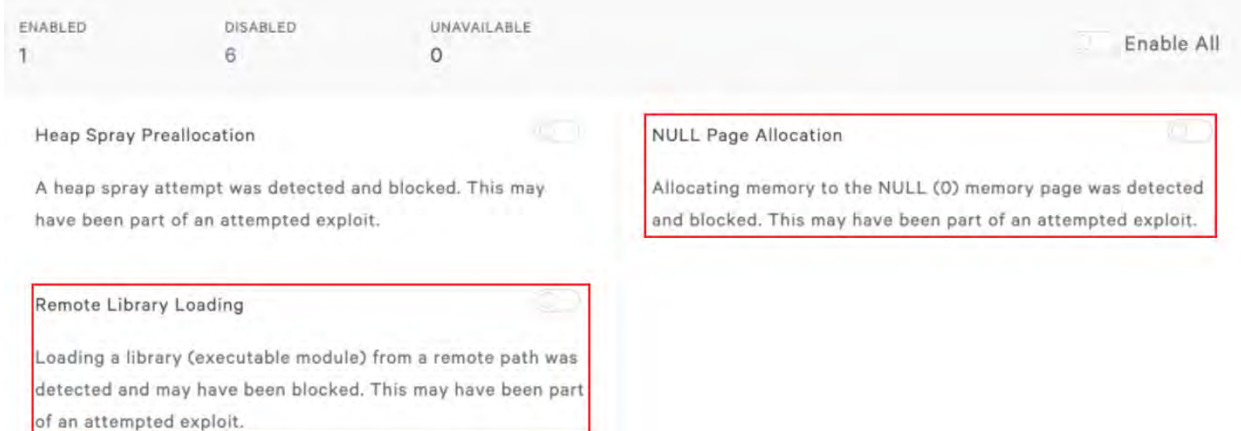 ENABLED DISABLED UNAVAILABLE
1 6 0
Enable All
Heap Spray Preallocation
A heap spray attempt was detected and blocked. This may
have been part of an attempted exploit.
NULL Page Allocation
Allocating memory to the NULL (0) memory page was detected
and blocked. This may have been part of an attempted exploit.
Remote Library Loading
Loading a library (executable module) from a remote path was
detected and may have been blocked. This may have been part
of an attempted exploit.